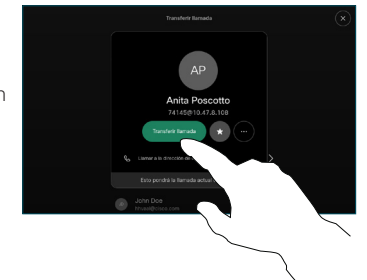 n
Transferir llamada
AP
Anita Poscotto
74145@10.47.8.108
Transferir llamada
Llamar a la dirección de
Esto pondrá la llamada actual
JD
John Doe